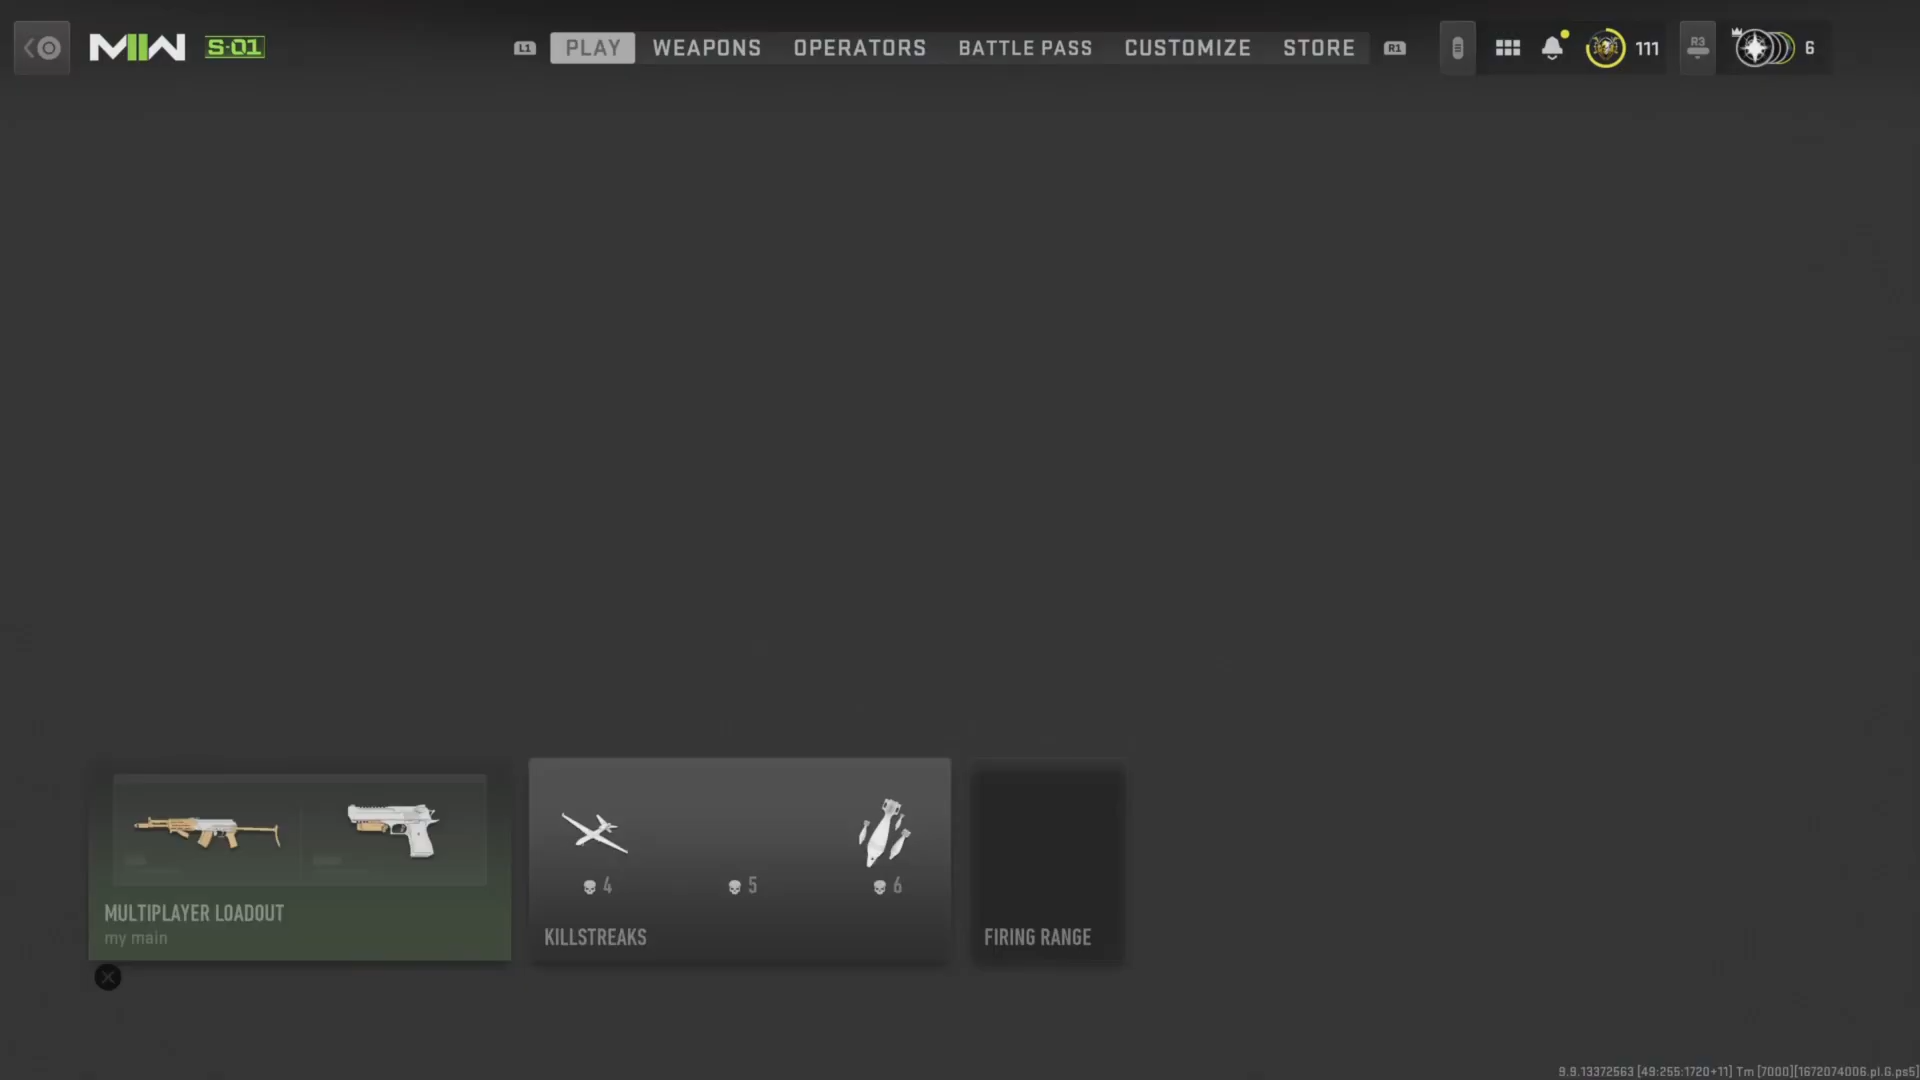 MIIW S-01
L1 PLAY WEAPONS OPERATORS BATTLE PASS CUSTOMIZE STORE R1
111
R3
6
4 5 6
MULTIPLAYER LOADOUT
my main
KILLSTREAKS
FIRING RANGE
9.9.13372563 [49:255:1720+11] Tm [7000][1672074006.pl.G.ps5]